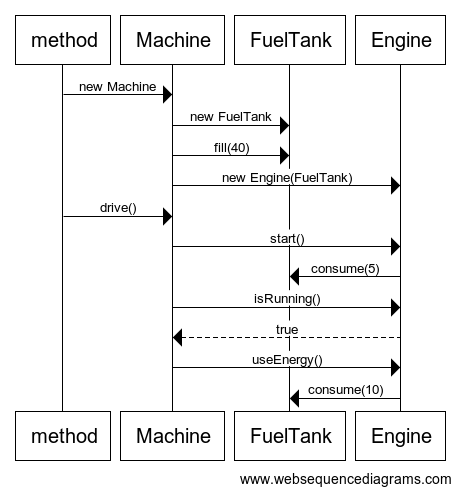 method Machine FuelTank Engine
new Machine
new FuelTank
fill(40)
new Engine(FuelTank)
drive()
start()
consume(5)
isRunning()
true
useEnergy()
consume(10)
method Machine FuelTank Engine
www.websequencediagrams.com